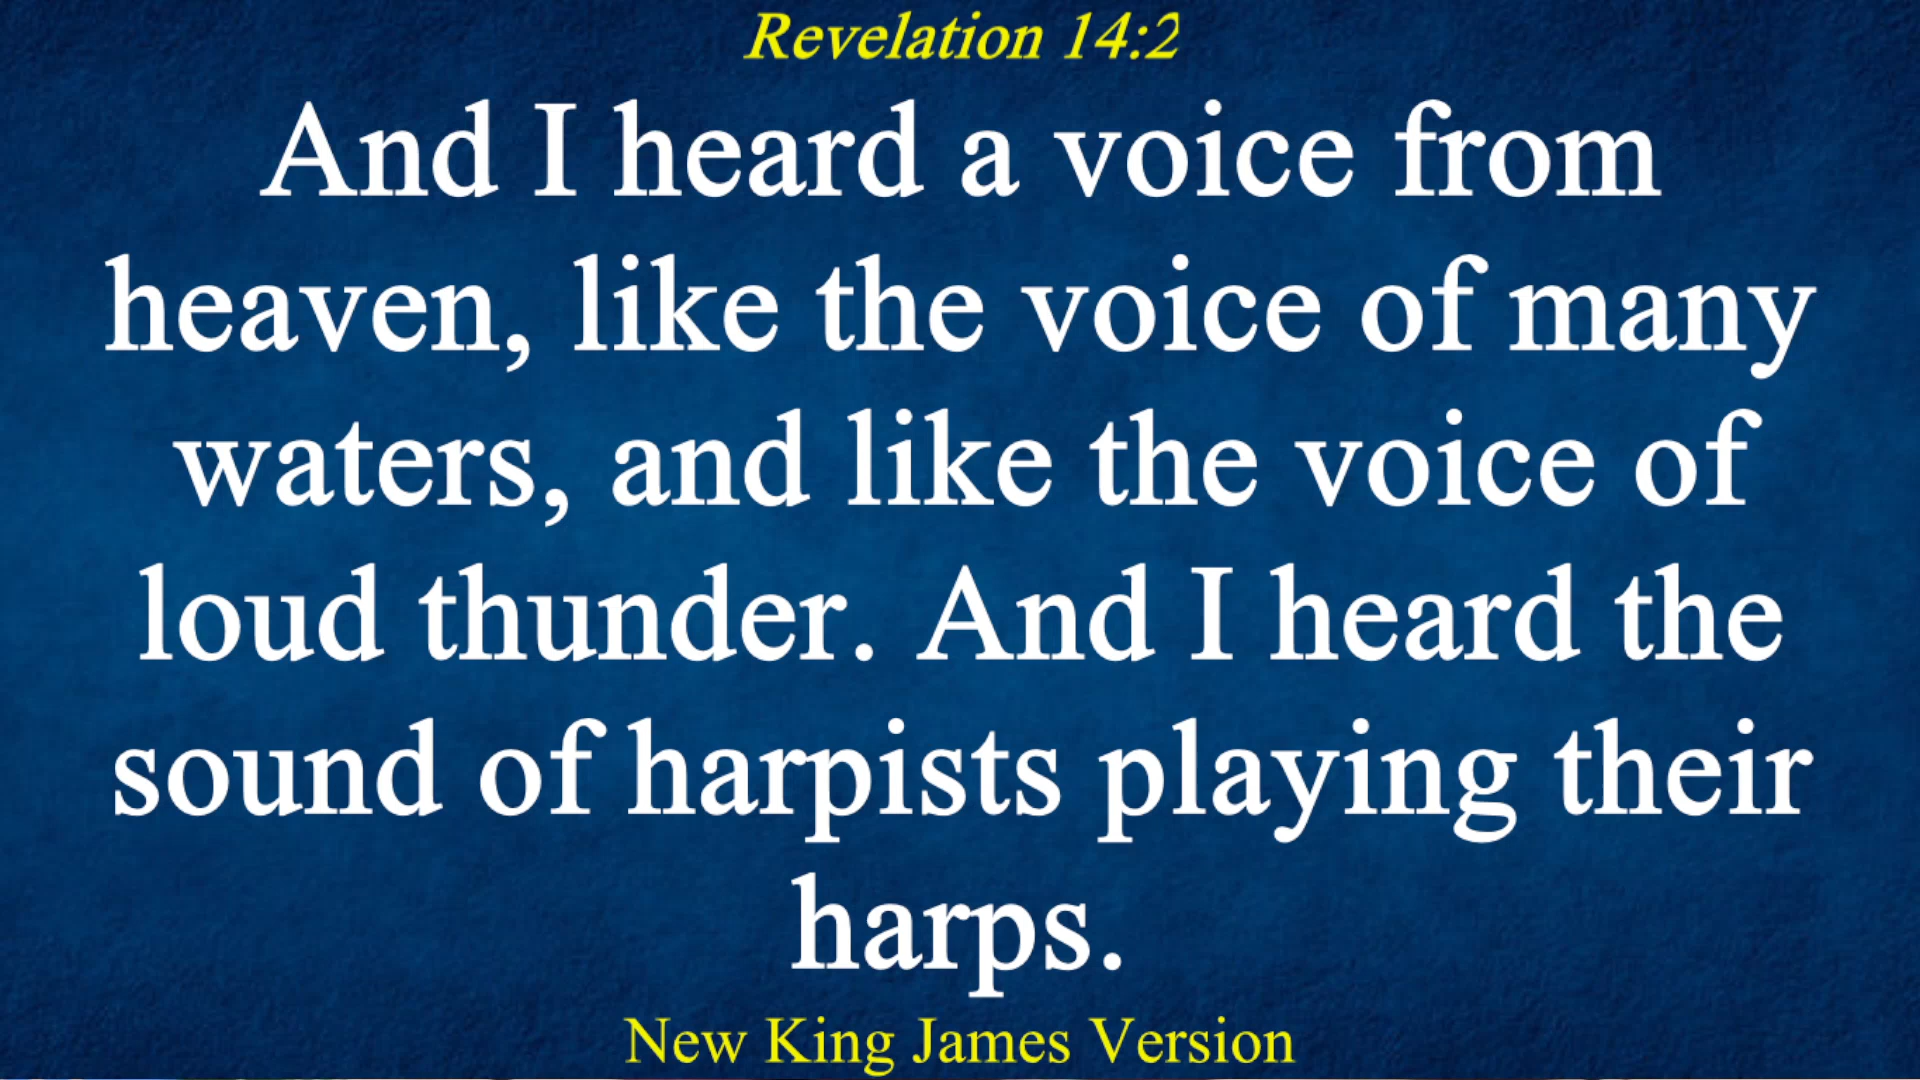 Revelation 14:2
And I heard a voice from
heaven, like the voice of many
waters, and like the voice of
loud thunder. And I heard the
sound of harpists playing their
harps.
New King James Version